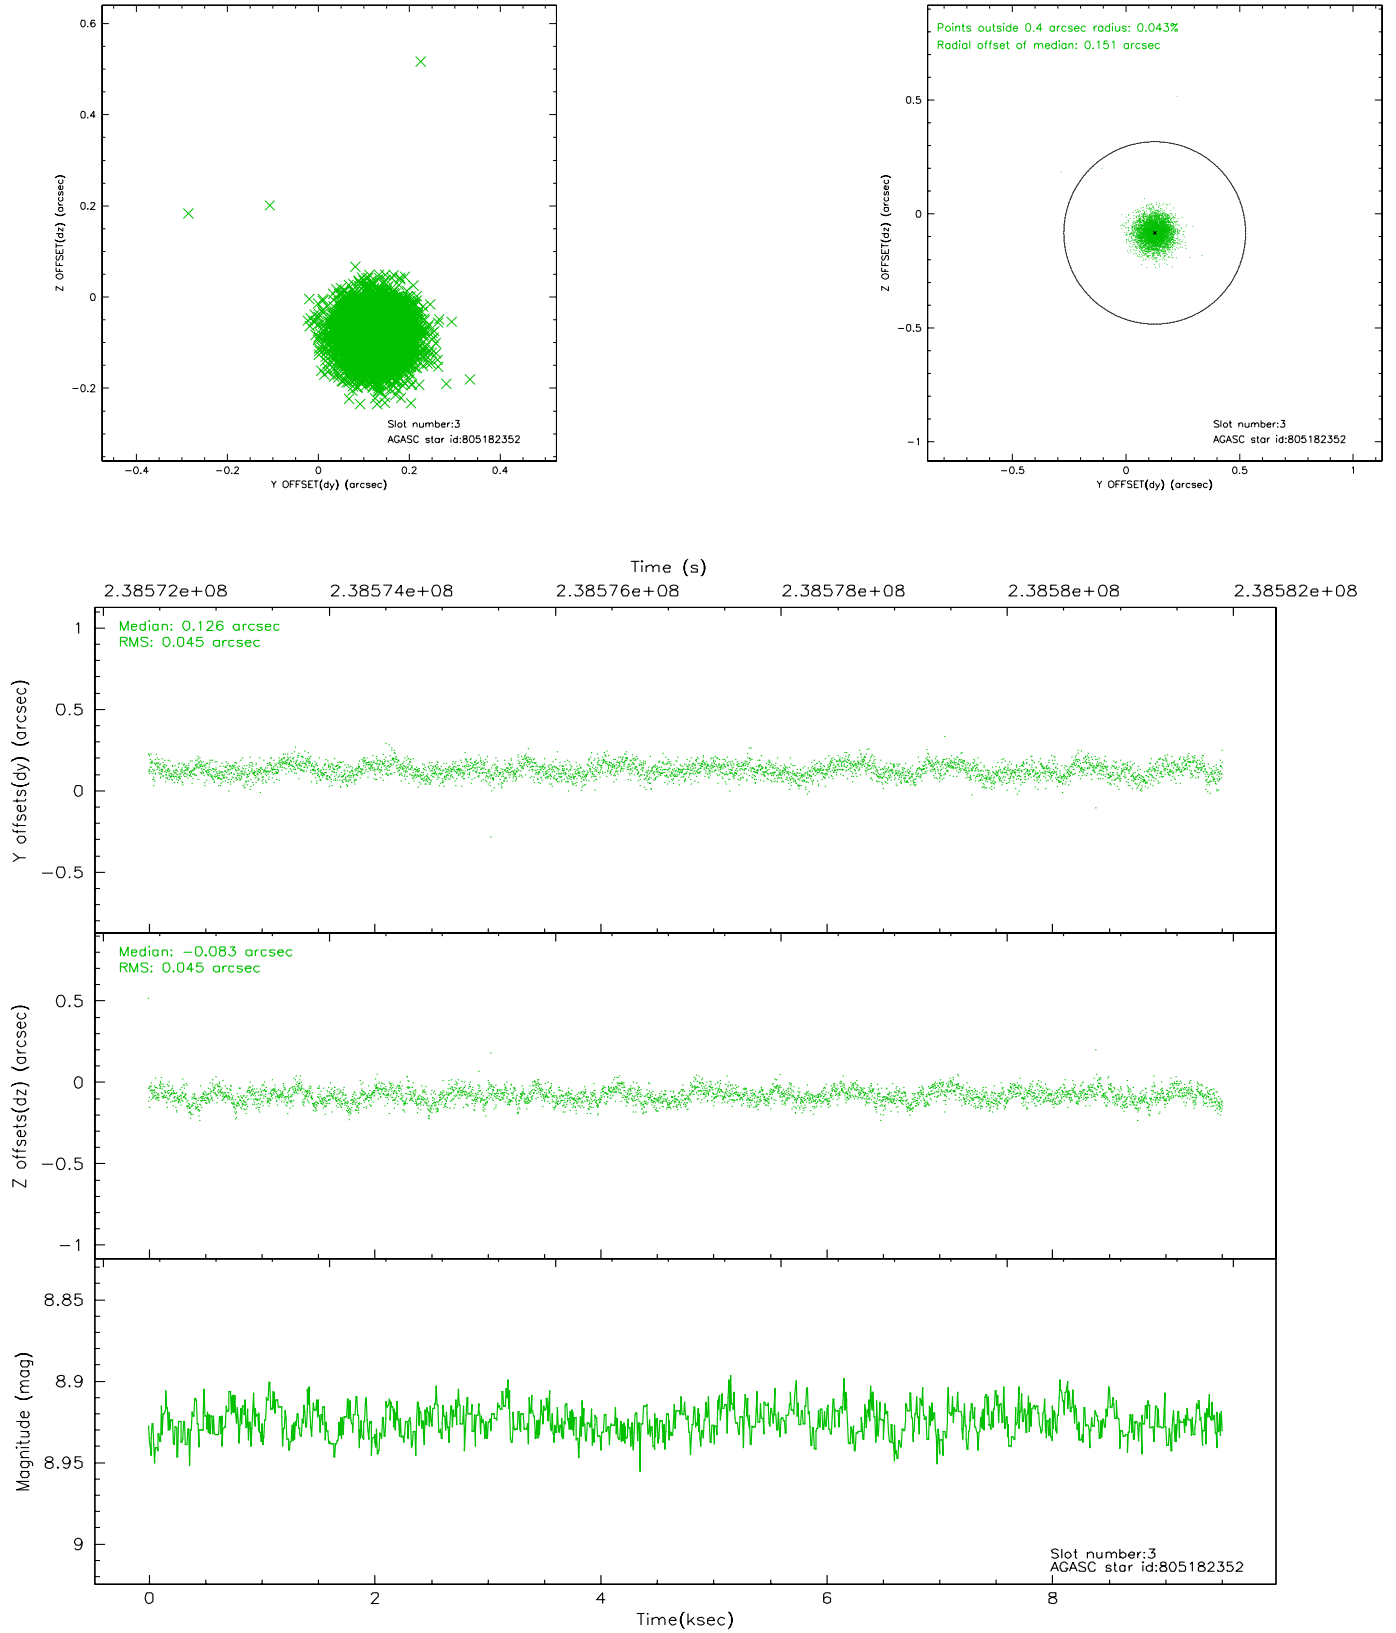 0.6
0.4
0.2
0
−0.2
Z OFFSET(dz) (arcsec)
Slot number:3
AGASC star id:805182352
−0.4 −0.2 0 0.2 0.4
Y OFFSET(dy) (arcsec)
Points outside 0.4 arcsec radius: 0.043%
Radial offset of median: 0.151 arcsec
0.5
0
−0.5
−1
Z OFFSET(dz) (arcsec)
Slot number:3
AGASC star id:805182352
−0.5 0 0.5 1
Y OFFSET(dy) (arcsec)
Time (s)
2.38572e+08 2.38574e+08 2.38576e+08 2.38578e+08 2.3858e+08 2.38582e+08
Median: 0.126 arcsec
RMS: 0.045 arcsec
1
0.5
0
−0.5
Y offsets(dy) (arcsec)
Median: −0.083 arcsec
RMS: 0.045 arcsec
0.5
0
−0.5
−1
Z offsets(dz) (arcsec)
8.85
8.9
8.95
9
Magnitude (mag)
Slot number:3
AGASC star id:805182352
0 2 4 6 8
Time(ksec)